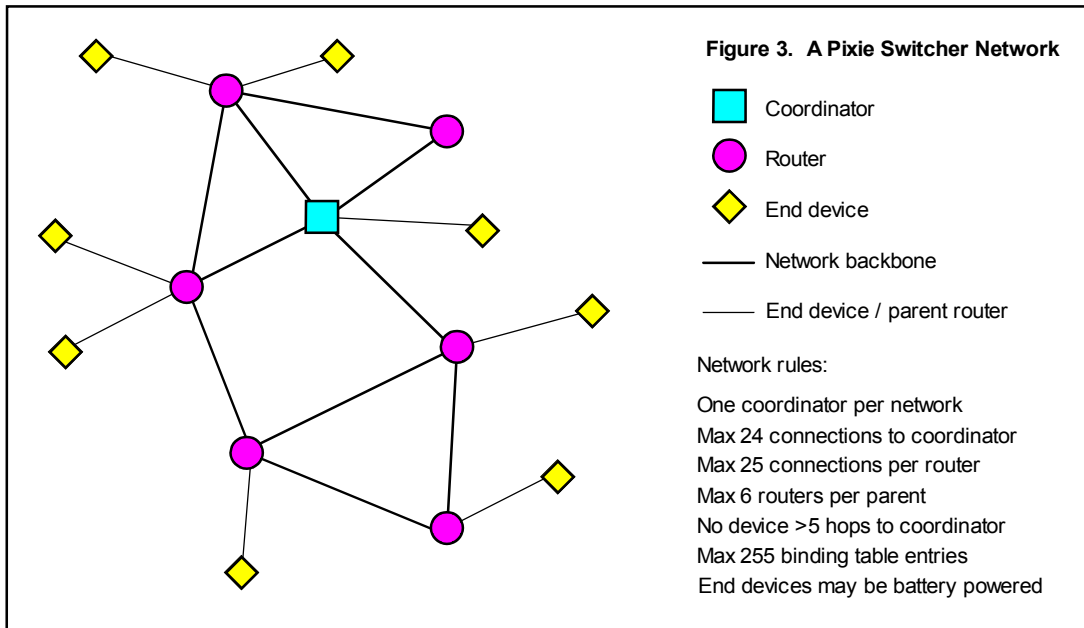 Figure 3. A Pixie Switcher Network
Coordinator
Router
End device
Network backbone
End device / parent router
Network rules:
One coordinator per network
Max 24 connections to coordinator
Max 25 connections per router
Max 6 routers per parent
No device >5 hops to coordinator
Max 255 binding table entries
End devices may be battery powered